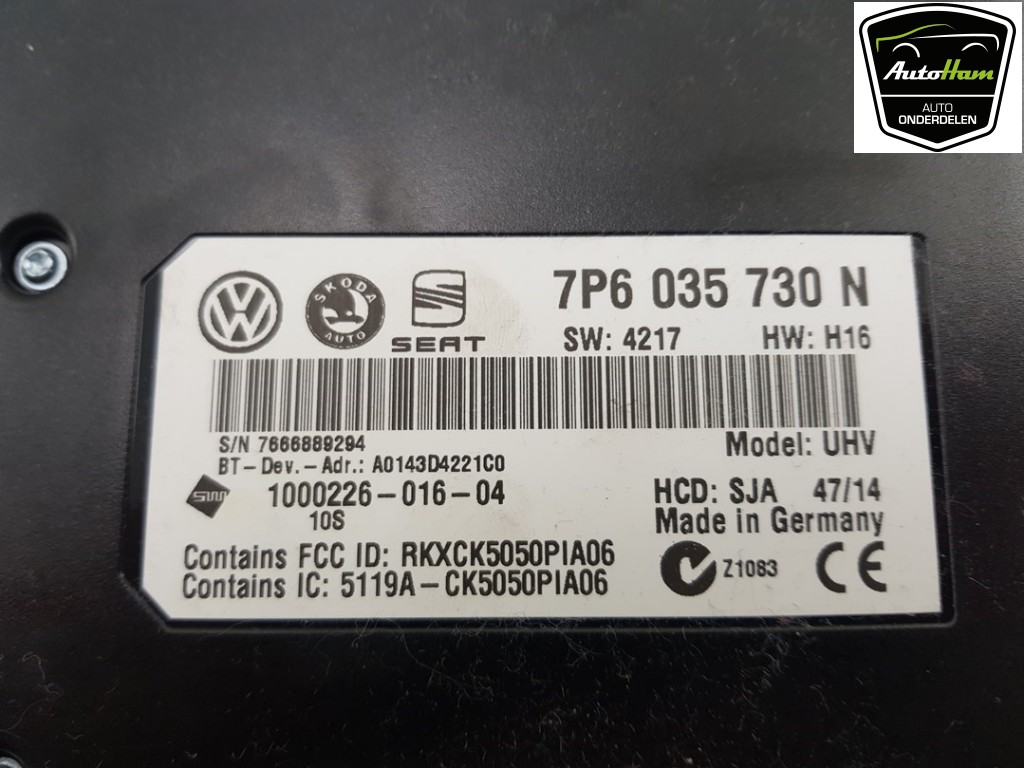 AutoHam
AUTO
ONDERDELEN
7P6 035 730 N
SKODA
AUTO
SEAT
SW: 4217 HW: H16
S/N 7666889294
Model: UHV
BT-Dev.-Adr.: A0143D4221C0
SW 1000226-016-04
10S
HCD: SJA 47/14
Made in Germany
Contains FCC ID: RKXCK5050PIA06
Contains IC: 5119A-CK5050PIA06
Z1083 CE